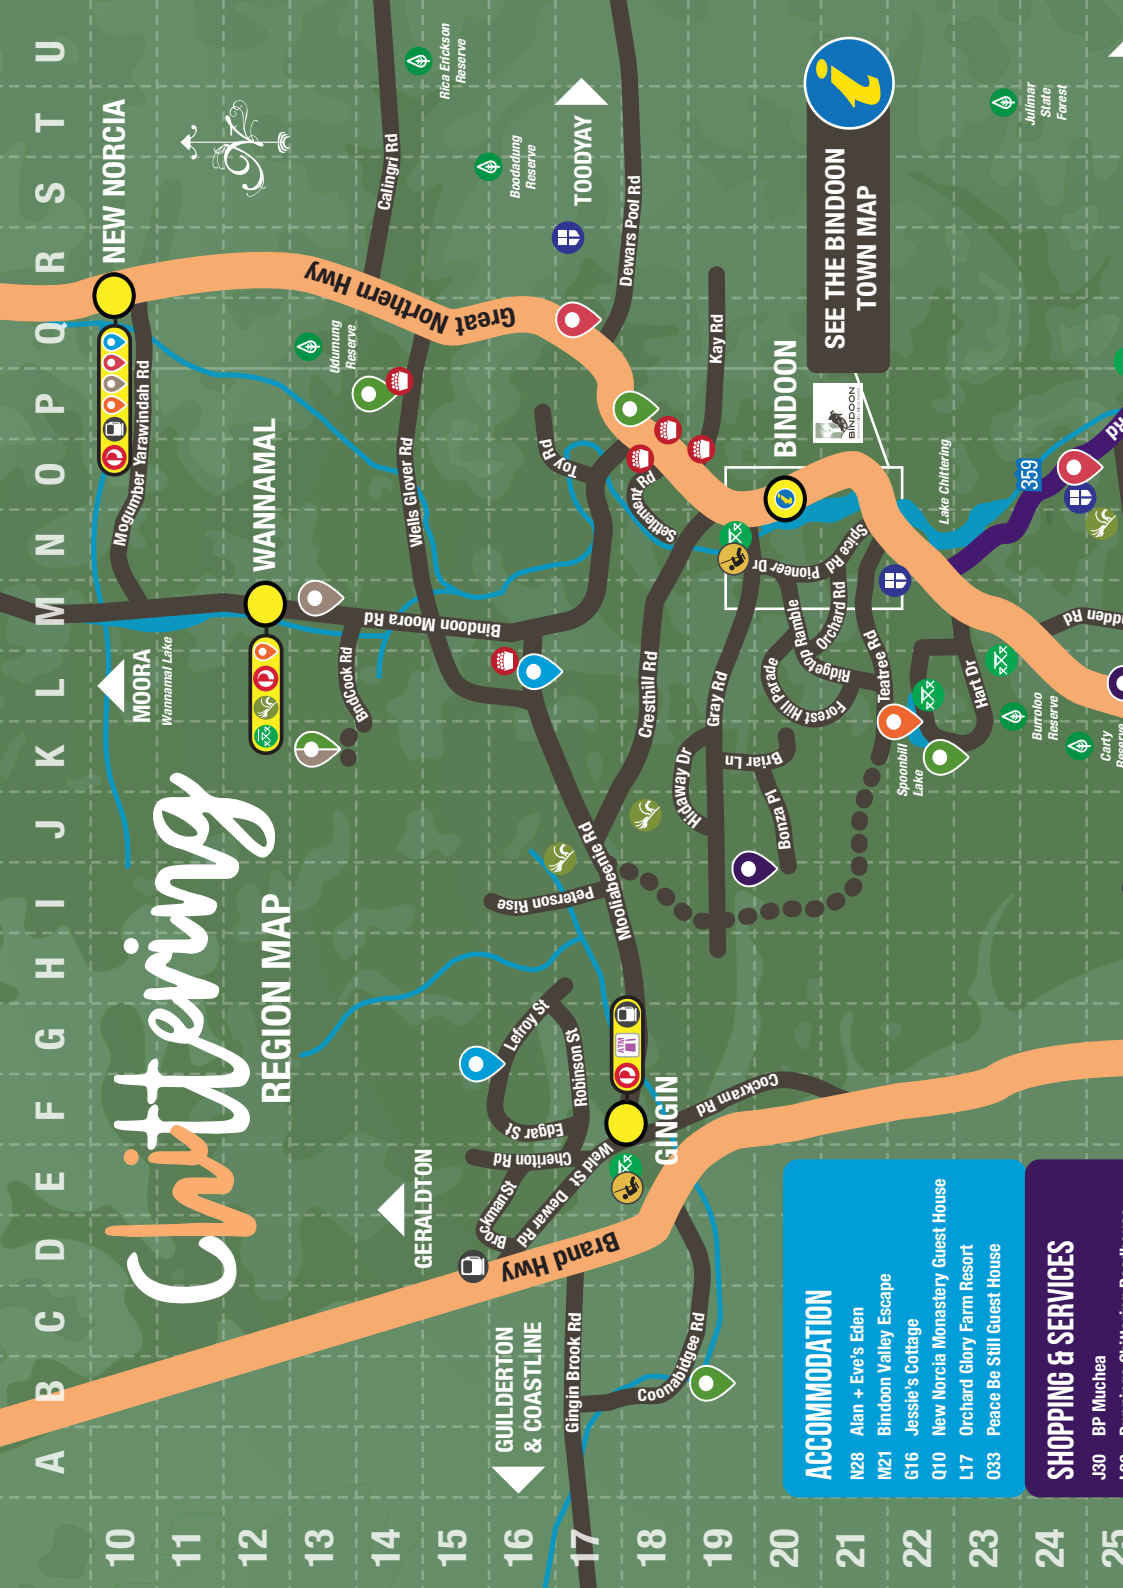 A B C D E F G H I J K L M N O P Q R S T U
10
11
12
13
14
15
16
17
18
19
20
21
22
23
24
25
Chittering
REGION MAP
NEW NORCIA
Mogumber Yarawindah Rd
WANNAMAL
MOORA
Wannamal Lake
Calingri Rd
Rica Erickson
Reserve
Boodadung
Reserve
TOODYAY
Dewars Pool Rd
Great Northern Hwy
Udumung
Reserve
Wells Glover Rd
Bindoon Moora Rd
BridCook Rd
Toy Rd
Settlement Rd
Kay Rd
BINDOON
SEE THE BINDOON
TOWN MAP
i
BINDOON
Julimar
State
Forest
Lake Chittering
359
Rd
Pioneer Dr
Spice Rd
Orchard Rd
Ridgetop Ramble
Ridgetop
Forest Hill Parade
Teatree Rd
Hart Dr
Spoonbill
Lake
Burroloo
Reserve
Carty
Reserve
Cresthill Rd
Gray Rd
Hideaway Dr
Briar Ln
Bonza Pl
Mooliabeenie Rd
Peterson Rise
Lefroy St
Robinson St
Edgar St
Cheriton Rd
Weld St
Dewar Rd
Brockman St
ATM
GINGIN
Cockram Rd
GERALDTON
Brand Hwy
GUILDERTON
& COASTLINE
Gingin Brook Rd
Coonabidgee Rd
ACCOMMODATION
N28 Alan + Eve's Eden
M21 Bindoon Valley Escape
G16 Jessie's Cottage
Q10 New Norcia Monastery Guest House
L17 Orchard Glory Farm Resort
O33 Peace Be Still Guest House
SHOPPING & SERVICES
J30 BP Muchea